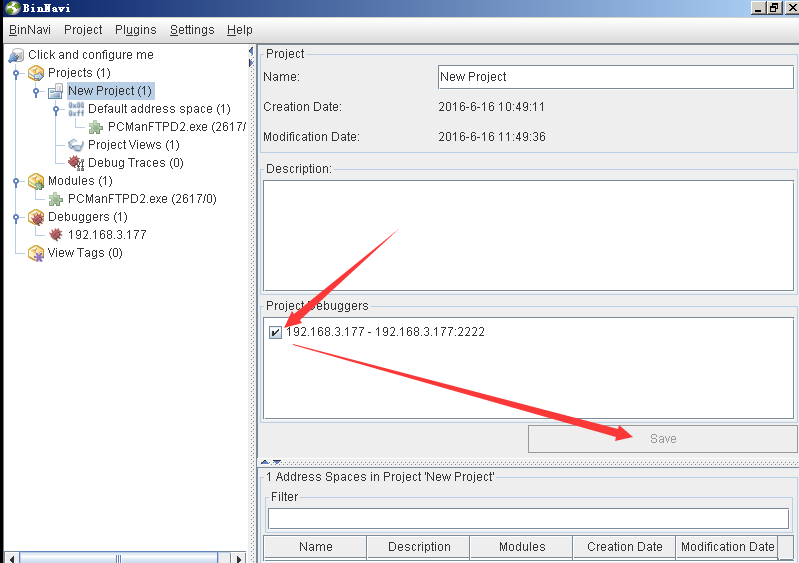 BinNavi
BinNavi Project Plugins Settings Help
Click and configure me
Projects (1)
New Project (1)
Default address space (1)
PCManFTPD2.exe (2617/
Project Views (1)
Debug Traces (0)
Modules (1)
PCManFTPD2.exe (2617/0)
Debuggers (1)
192.168.3.177
View Tags (0)
Project
Name: New Project
Creation Date: 2016-6-16 10:49:11
Modification Date: 2016-6-16 11:49:36
Description:
Project Debuggers
192.168.3.177 - 192.168.3.177:2222
Save
1 Address Spaces in Project 'New Project'
Filter
Name Description Modules Creation Date Modification Date